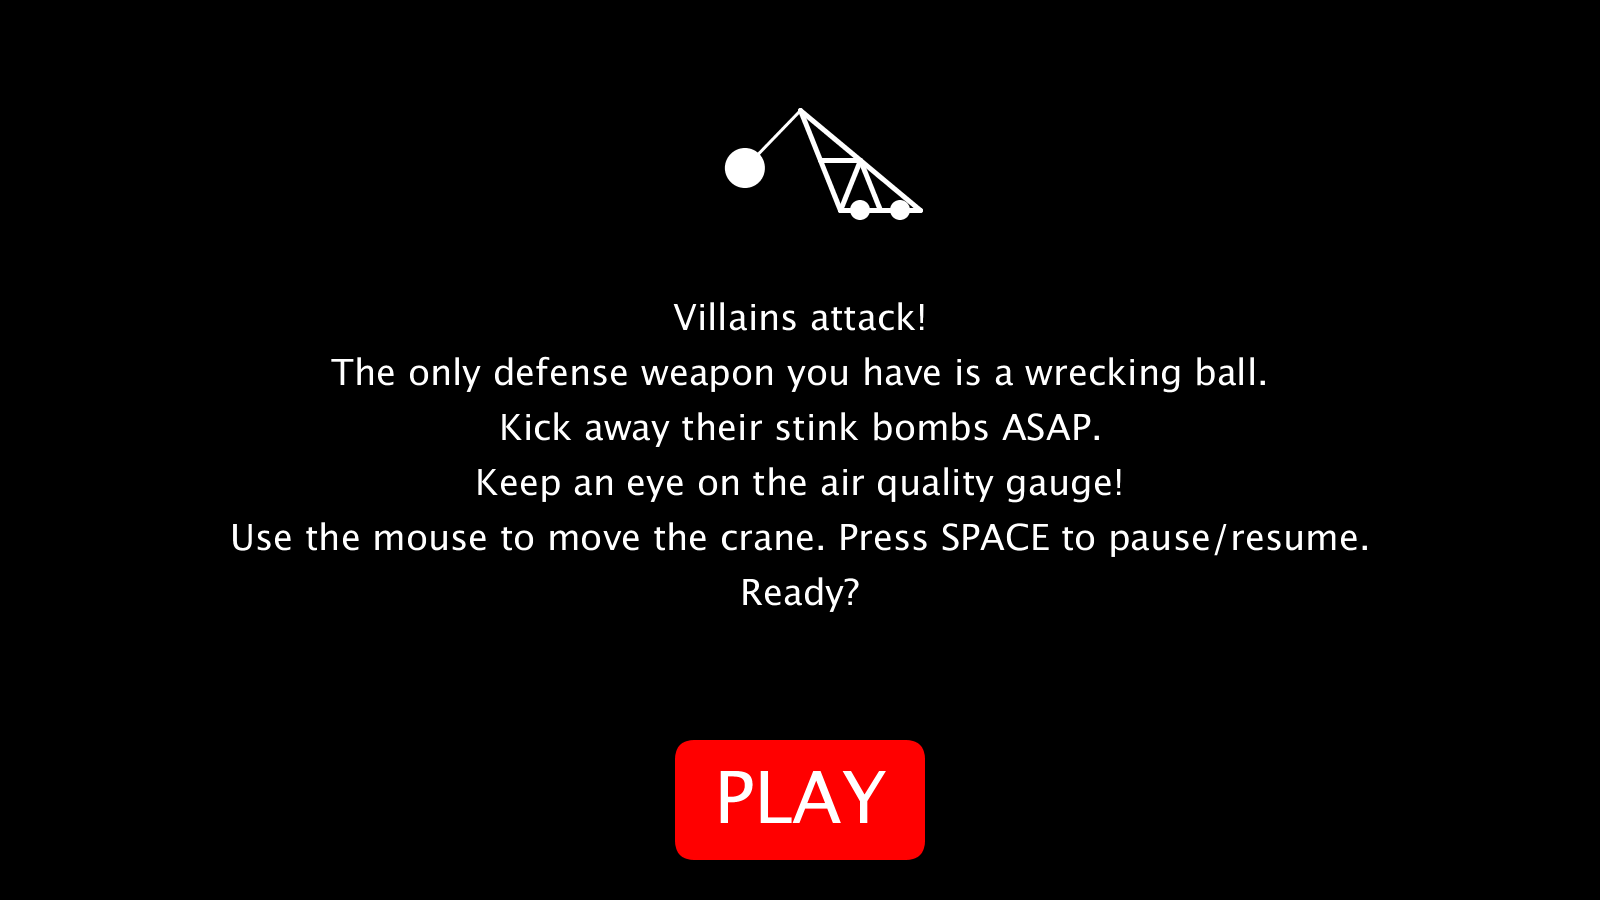 Villains attack!
The only defense weapon you have is a wrecking ball.
Kick away their stink bombs ASAP.
Keep an eye on the air quality gauge!
Use the mouse to move the crane. Press SPACE to pause/resume.
Ready?
PLAY